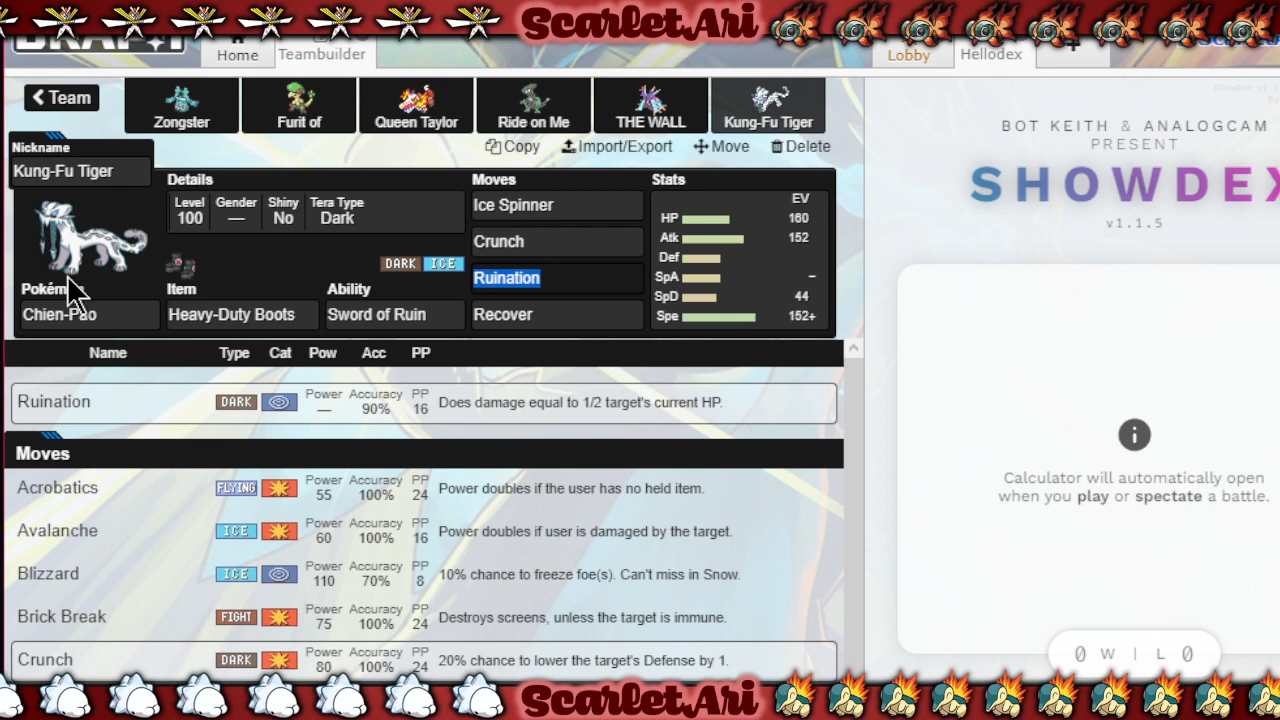 ScarletAri
Home
Teambuilder
Lobby
Hellodex
Team
Zongster
Furit of
Queen Taylor
Ride on Me
THE WALL
Kung-Fu Tiger
Copy Import/Export Move Delete
Nickname
Kung-Fu Tiger
Details
Level Gender Shiny Tera Type
100 — No Dark
DARK ICE
Pokém
Chien-Pao
Item
Heavy-Duty Boots
Ability
Sword of Ruin
Moves
Ice Spinner
Crunch
Ruination
Recover
Stats
EV
HP 160
Atk 152
Def
SpA –
SpD 44
Spe 152+
Name Type Cat Pow Acc PP
Ruination DARK Power — Accuracy 90% PP 16 Does damage equal to 1/2 target's current HP.
Moves
Acrobatics FLYING Power 55 Accuracy 100% PP 24 Power doubles if the user has no held item.
Avalanche ICE Power 60 Accuracy 100% PP 16 Power doubles if user is damaged by the target.
Blizzard ICE Power 110 Accuracy 70% PP 8 10% chance to freeze foe(s). Can't miss in Snow.
Brick Break FIGHT Power 75 Accuracy 100% PP 24 Destroys screens, unless the target is immune.
Crunch DARK Power 80 Accuracy 100% PP 24 20% chance to lower the target's Defense by 1.
BOT KEITH & ANALOGCAM
PRESENT
SHOWDEX
v1.1.5
Calculator will automatically open
when you play or spectate a battle.
0 W | L 0
ScarletAri